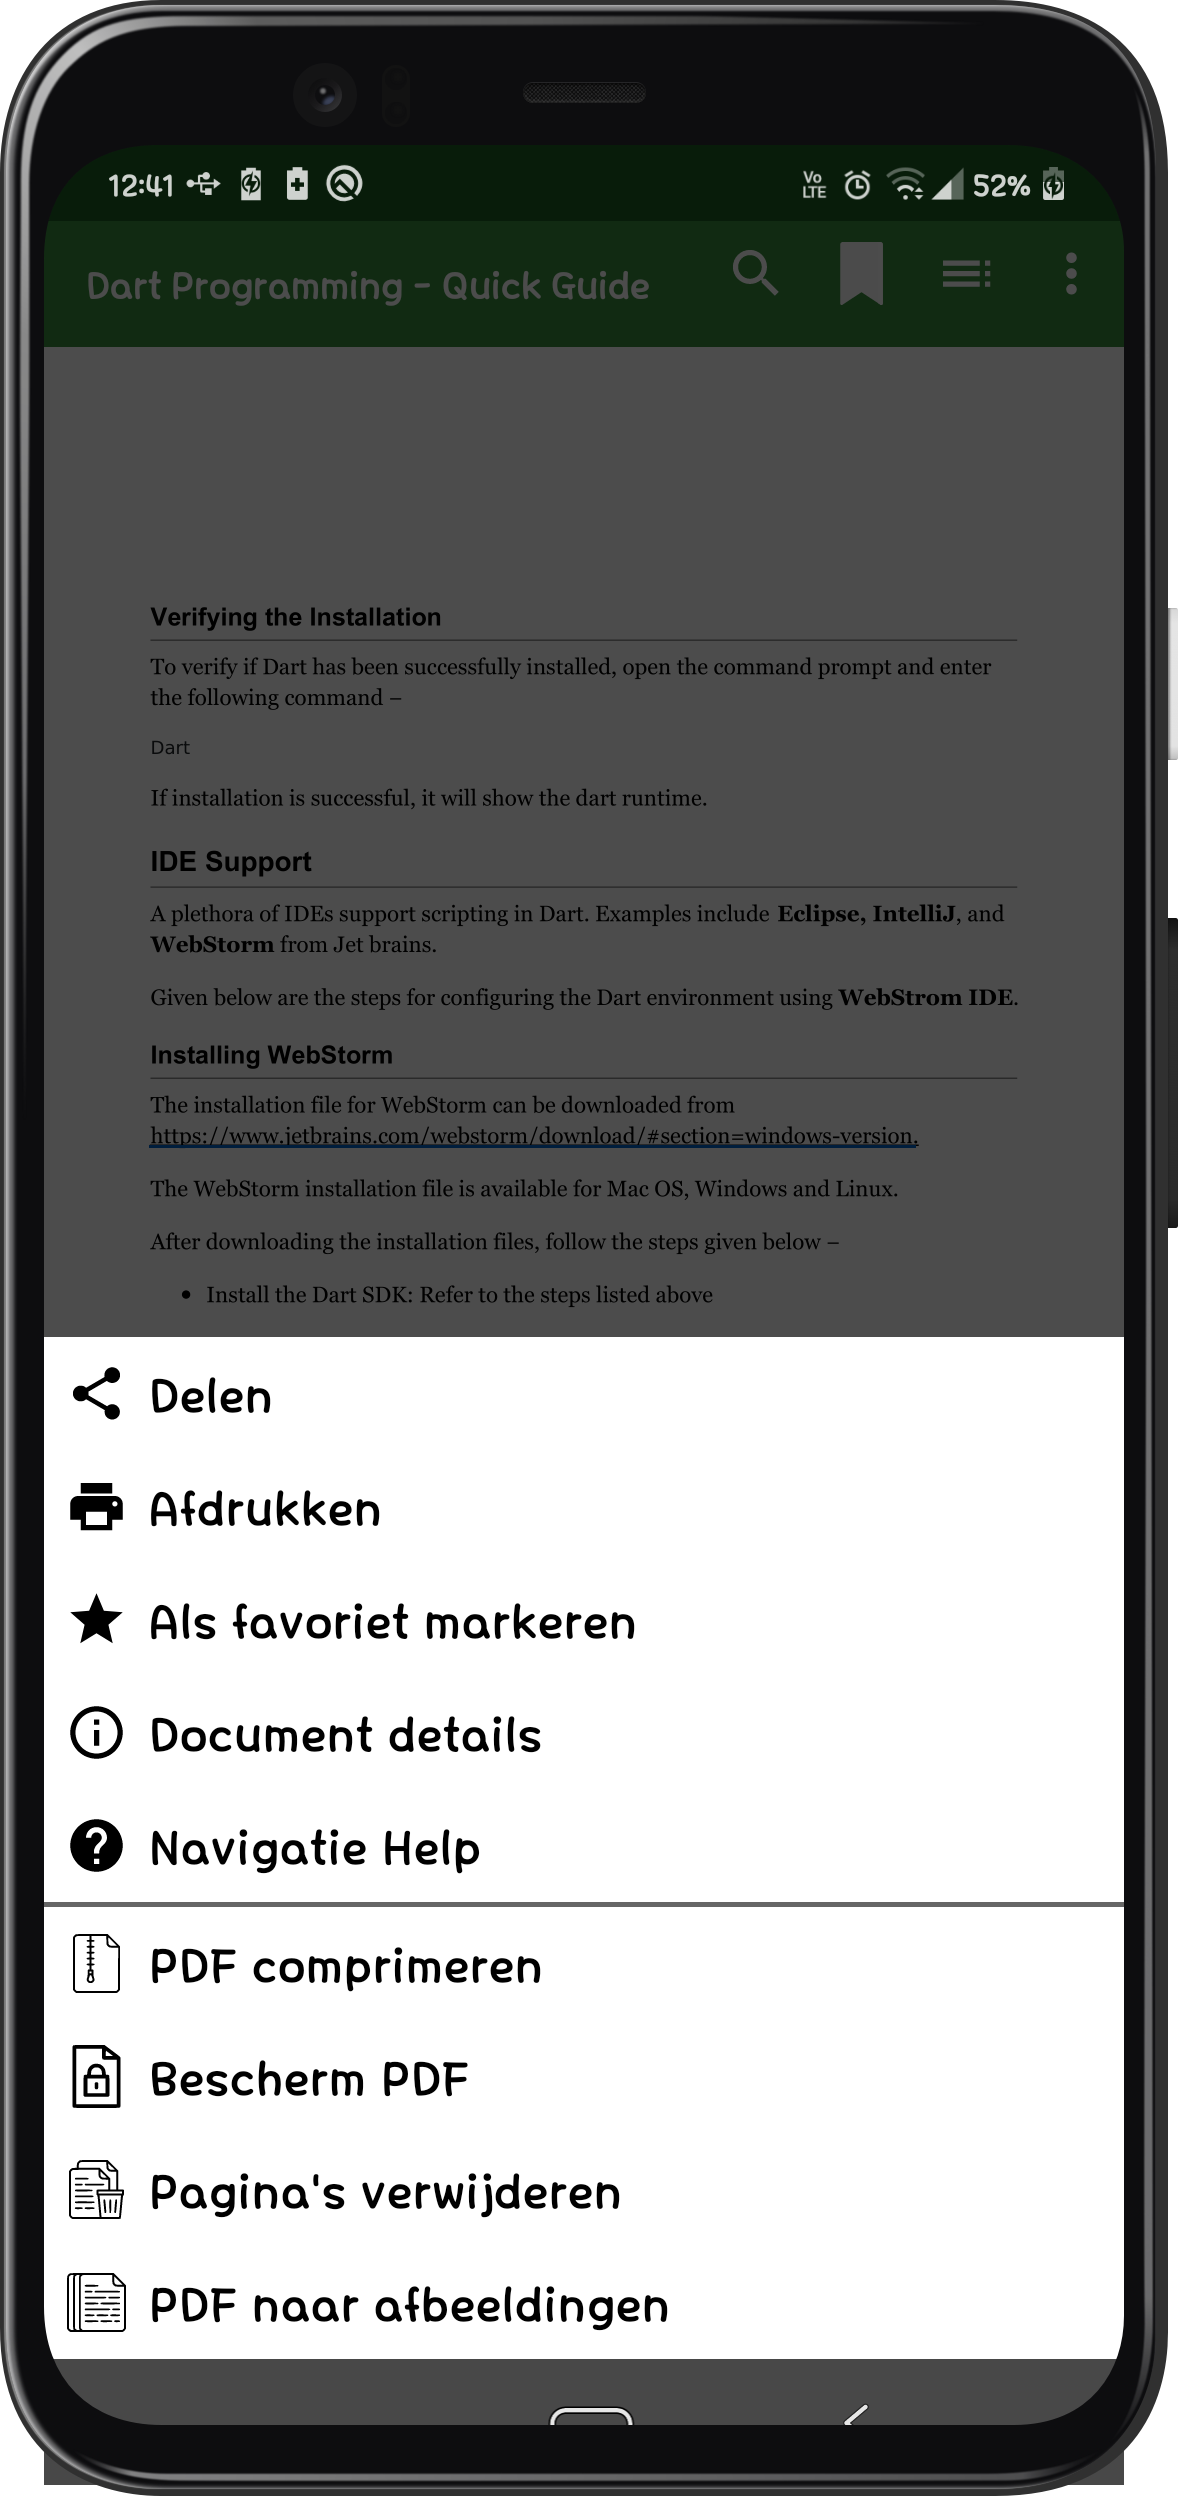 12:41
Vo
LTE
52%
Dart Programming – Quick Guide
Verifying the Installation
To verify if Dart has been successfully installed, open the command prompt and enter
the following command –
Dart
If installation is successful, it will show the dart runtime.
IDE Support
A plethora of IDEs support scripting in Dart. Examples include Eclipse, IntelliJ, and
WebStorm from Jet brains.
Given below are the steps for configuring the Dart environment using WebStrom IDE.
Installing WebStorm
The installation file for WebStorm can be downloaded from
https://www.jetbrains.com/webstorm/download/#section=windows-version.
The WebStorm installation file is available for Mac OS, Windows and Linux.
After downloading the installation files, follow the steps given below –
• Install the Dart SDK: Refer to the steps listed above
Delen
Afdrukken
Als favoriet markeren
Document details
Navigatie Help
PDF comprimeren
Bescherm PDF
Pagina's verwijderen
PDF naar afbeeldingen